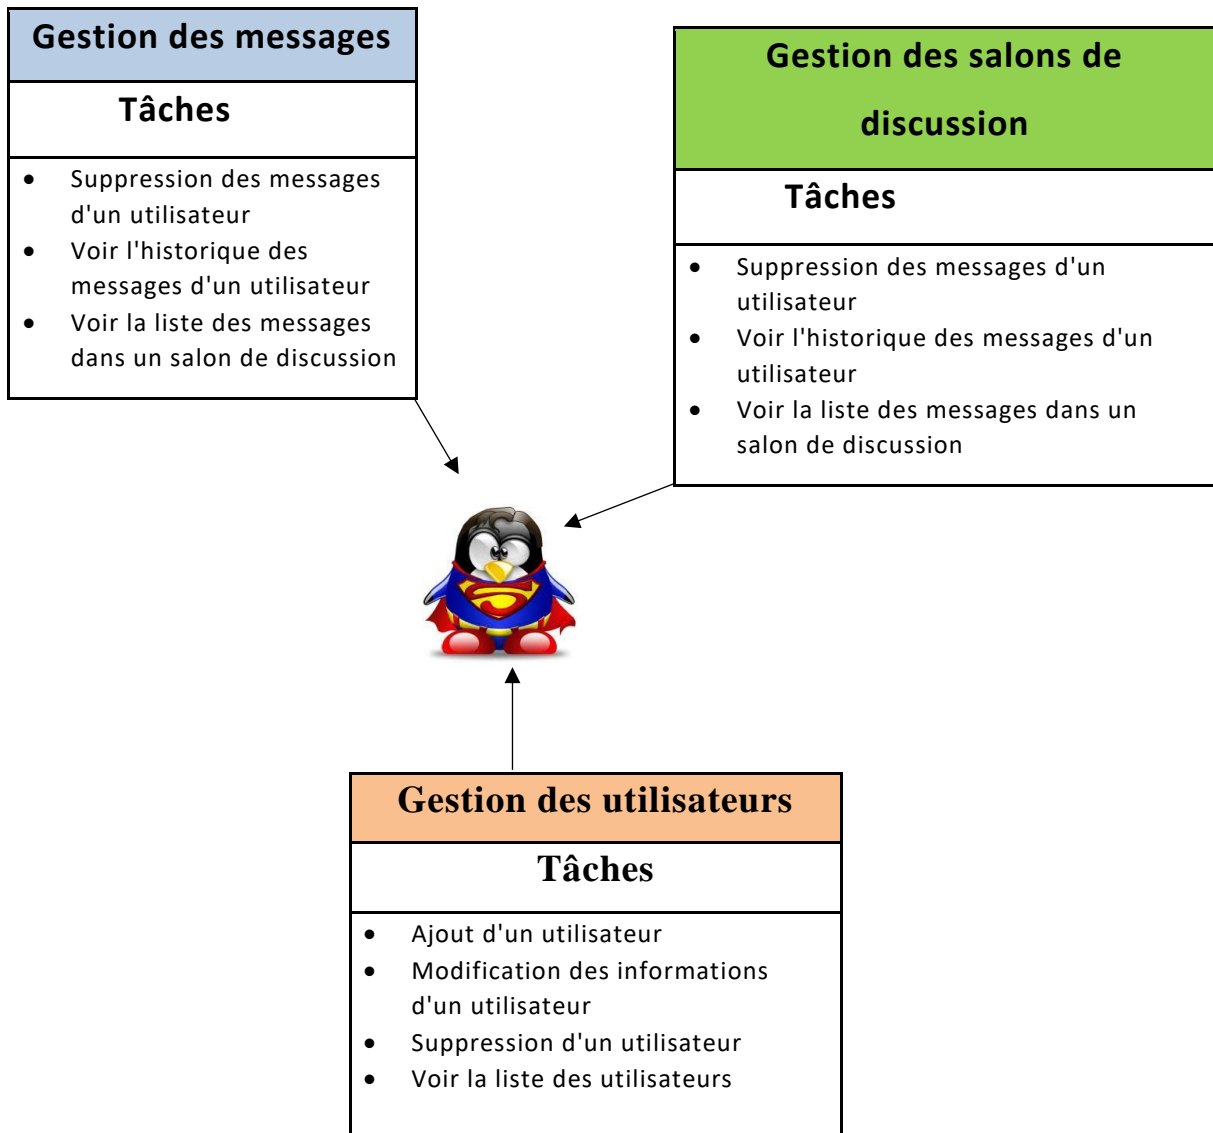 Gestion des messages
Tâches
• Suppression des messages
d'un utilisateur
• Voir l'historique des
messages d'un utilisateur
• Voir la liste des messages
dans un salon de discussion
Gestion des salons de
discussion
Tâches
• Suppression des messages d'un
utilisateur
• Voir l'historique des messages d'un
utilisateur
• Voir la liste des messages dans un
salon de discussion
S
Gestion des utilisateurs
Tâches
• Ajout d'un utilisateur
• Modification des informations
d'un utilisateur
• Suppression d'un utilisateur
• Voir la liste des utilisateurs